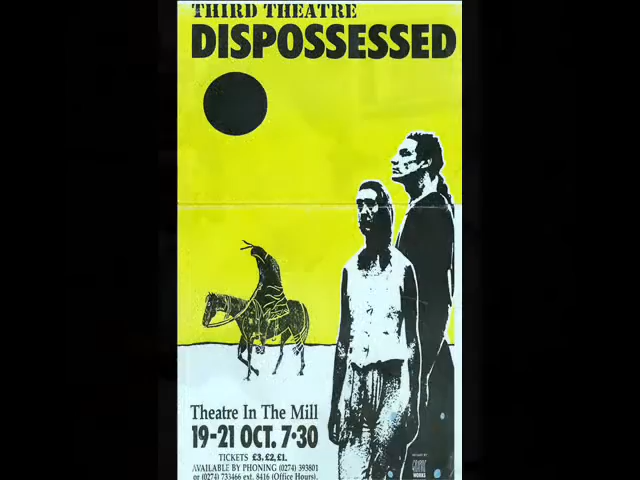 THIRD THEATRE
DISPOSSESSED
Theatre In The Mill
19-21 OCT. 7·30
TICKETS £3, £2, £1.
AVAILABLE BY PHONING (0274) 393801
or (0274) 733466 ext. 8416 (Office Hours).
WORKS